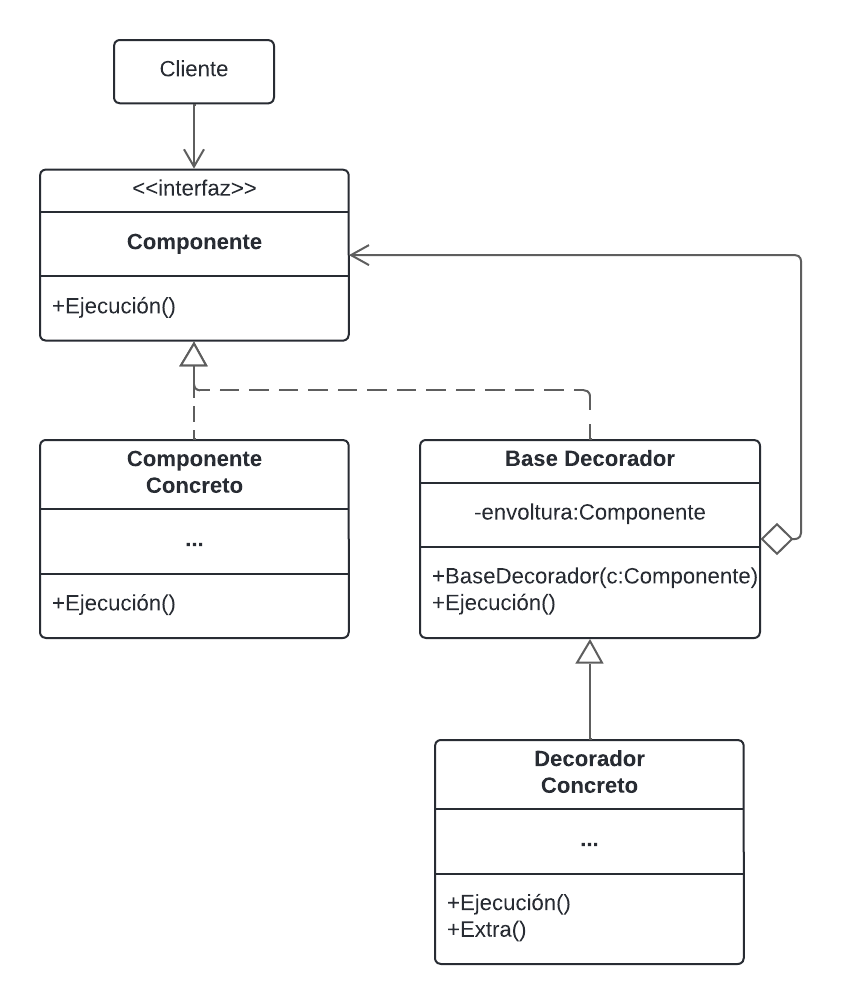 Cliente
<<interfaz>>
Componente
+Ejecución()
Componente
Concreto
...
+Ejecución()
Base Decorador
-envoltura:Componente
+BaseDecorador(c:Componente)
+Ejecución()
Decorador
Concreto
...
+Ejecución()
+Extra()